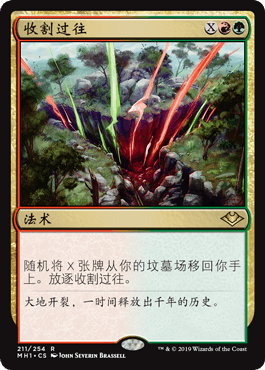 收割过往 X
法术
随机将X张牌从你的坟墓场移回你手
上。放逐收割过往。
大地开裂，一时间释放出千年的历史。
211/254 R
MH1 • CS JOHN SEVERIN BRASSELL
™ & © 2019 Wizards of the Coast